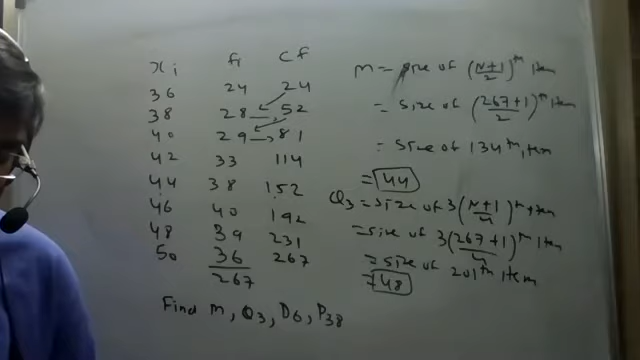 xi fi cf
36 24 24
38 28 52
40 29 81
42 33 114
44 38 152
46 40 192
48 39 231
50 36 267
267
Find M, Q3, D6, P38
M = size of (N+1/2)th item
= size of (267+1/2)th item
= size of 134th item
= 44
Q3 = size of 3(N+1/4)th item
= size of 3(267+1/4)th item
= size of 201th item
= 48